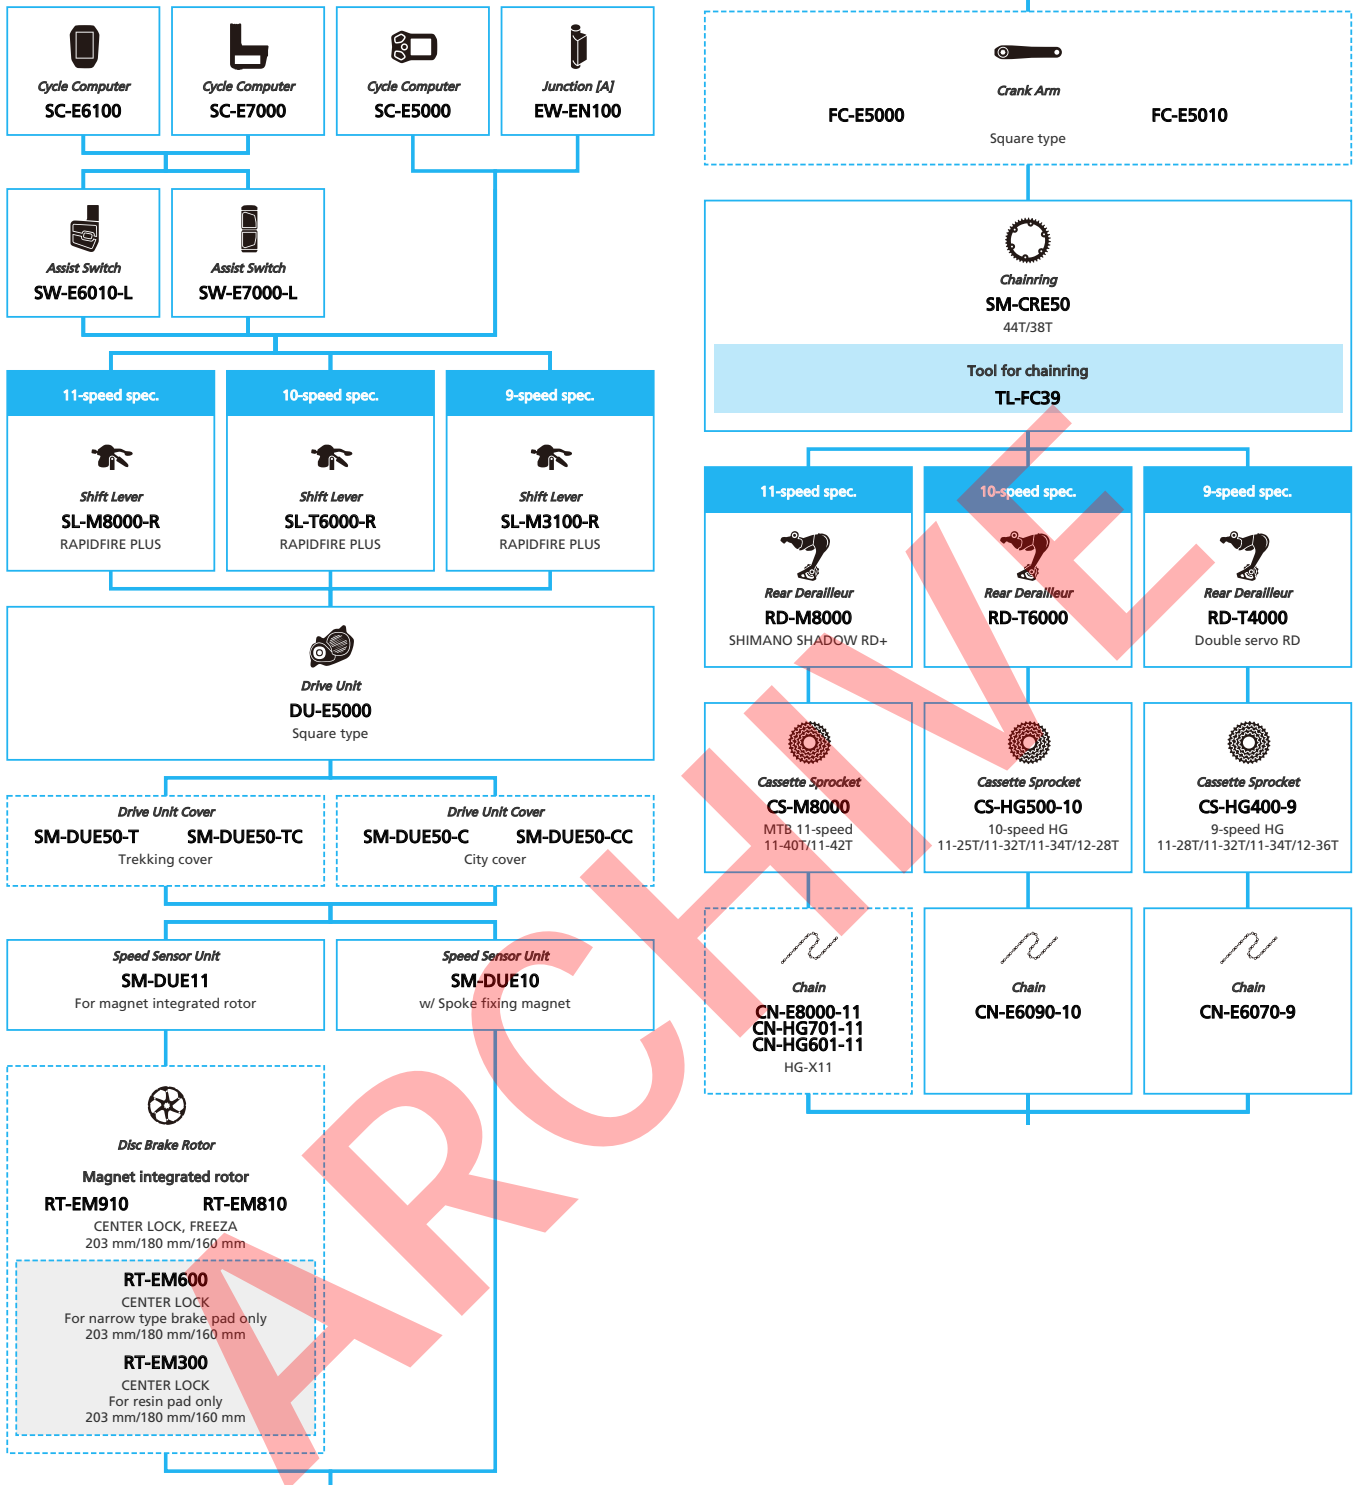 Cycle Computer
SC-E6100
Cycle Computer
SC-E7000
Cycle Computer
SC-E5000
Junction [A]
EW-EN100
Assist Switch
SW-E6010-L
Assist Switch
SW-E7000-L
11-speed spec.
Shift Lever
SL-M8000-R
RAPIDFIRE PLUS
10-speed spec.
Shift Lever
SL-T6000-R
RAPIDFIRE PLUS
9-speed spec.
Shift Lever
SL-M3100-R
RAPIDFIRE PLUS
Drive Unit
DU-E5000
Square type
Drive Unit Cover
SM-DUE50-T SM-DUE50-TC
Trekking cover
Drive Unit Cover
SM-DUE50-C SM-DUE50-CC
City cover
Speed Sensor Unit
SM-DUE11
For magnet integrated rotor
Speed Sensor Unit
SM-DUE10
w/ Spoke fixing magnet
Disc Brake Rotor
Magnet integrated rotor
RT-EM910 RT-EM810
CENTER LOCK, FREEZA
203 mm/180 mm/160 mm
RT-EM600
CENTER LOCK
For narrow type brake pad only
203 mm/180 mm/160 mm
RT-EM300
CENTER LOCK
For resin pad only
203 mm/180 mm/160 mm
Crank Arm
FC-E5000 FC-E5010
Square type
Chainring
SM-CRE50
44T/38T
Tool for chainring
TL-FC39
11-speed spec.
Rear Derailleur
RD-M8000
SHIMANO SHADOW RD+
10-speed spec.
Rear Derailleur
RD-T6000
9-speed spec.
Rear Derailleur
RD-T4000
Double servo RD
Cassette Sprocket
CS-M8000
MTB 11-speed
11-40T/11-42T
Cassette Sprocket
CS-HG500-10
10-speed HG
11-25T/11-32T/11-34T/12-28T
Cassette Sprocket
CS-HG400-9
9-speed HG
11-28T/11-32T/11-34T/12-36T
Chain
CN-E8000-11
CN-HG701-11
CN-HG601-11
HG-X11
Chain
CN-E6090-10
Chain
CN-E6070-9
ARCHIVE